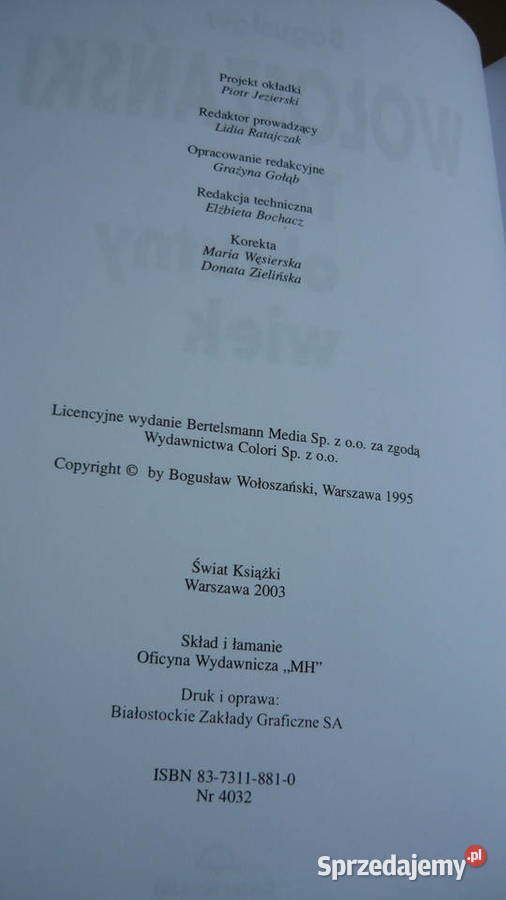 Projekt okładki
Piotr Jezierski
Redaktor prowadzący
Lidia Ratajczak
Opracowanie redakcyjne
Grażyna Gołąb
Redakcja techniczna
Elżbieta Bochacz
Korekta
Maria Węsierska
Donata Zielińska
Licencyjne wydanie Bertelsmann Media Sp. z o.o. za zgodą
Wydawnictwa Colori Sp. z o.o.
Copyright © by Bogusław Wołoszański, Warszawa 1995
Świat Książki
Warszawa 2003
Skład i łamanie
Oficyna Wydawnicza „MH”
Druk i oprawa:
Białostockie Zakłady Graficzne SA
ISBN 83-7311-881-0
Nr 4032
Sprzedajemy.pl